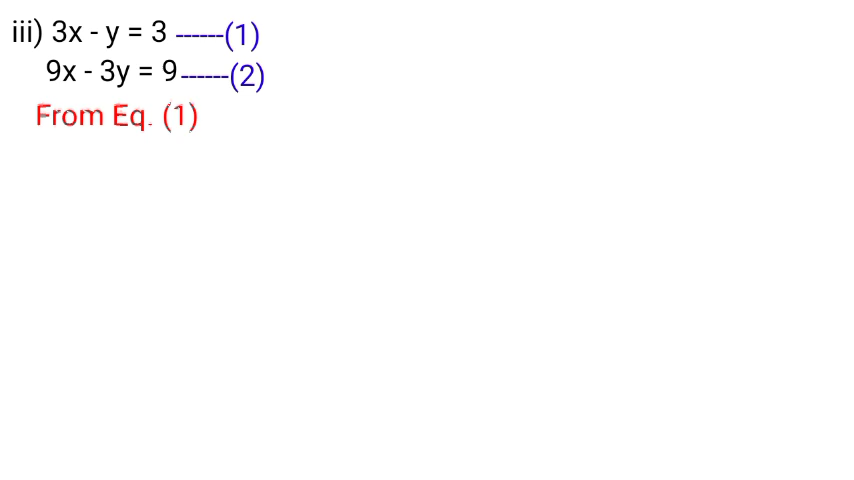 iii) 3x - y = 3 ------(1)
9x - 3y = 9------(2)
From Eq. (1)